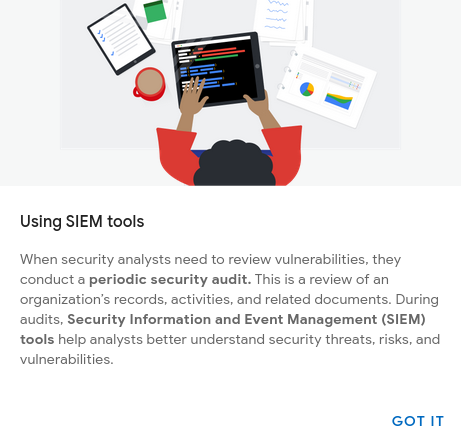 Using SIEM tools
When security analysts need to review vulnerabilities, they
conduct a periodic security audit. This is a review of an
organization's records, activities, and related documents. During
audits, Security Information and Event Management (SIEM)
tools help analysts better understand security threats, risks, and
vulnerabilities.
GOT IT